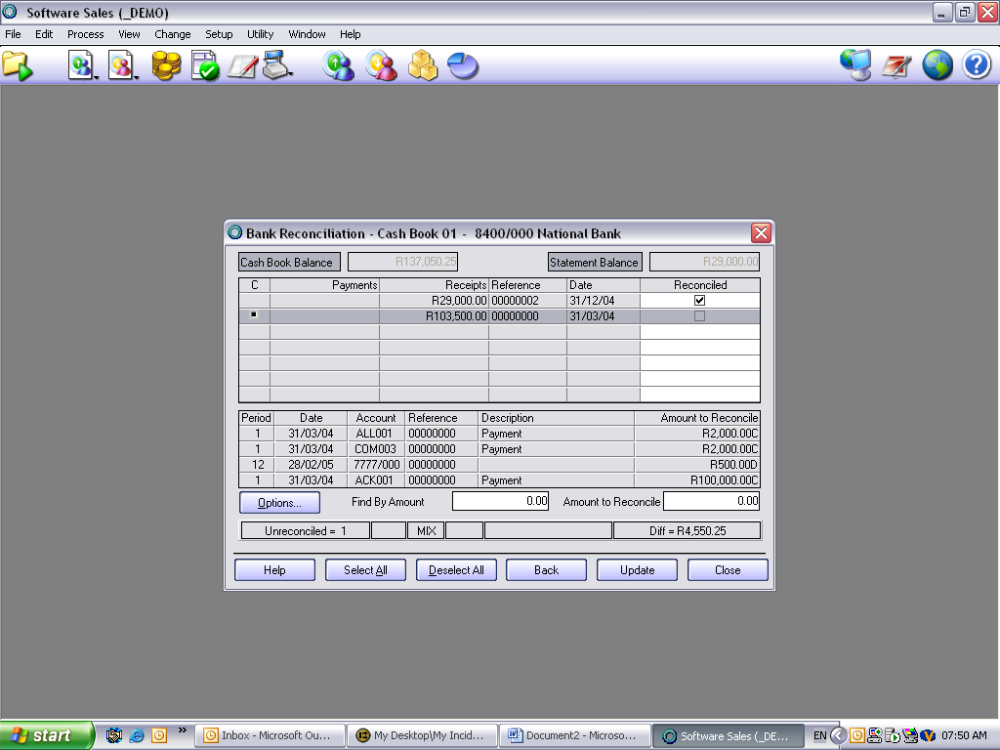 Software Sales (_DEMO)
File Edit Process View Change Setup Utility Window Help
Bank Reconciliation - Cash Book 01 - 8400/000 National Bank
Cash Book Balance R137,050.25 Statement Balance R29,000.00
C Payments Receipts Reference Date Reconciled
R29,000.00 00000002 31/12/04
R103,500.00 00000000 31/03/04
Period Date Account Reference Description Amount to Reconcile
1 31/03/04 ALL001 00000000 Payment R2,000.00C
1 31/03/04 COM003 00000000 Payment R2,000.00C
12 28/02/05 7777/000 00000000 R500.00D
1 31/03/04 ACK001 00000000 Payment R100,000.00C
Options... Find By Amount 0.00 Amount to Reconcile 0.00
Unreconciled = 1 MIX Diff = R4,550.25
Help Select All Deselect All Back Update Close
start Inbox - Microsoft Ou... My Desktop\My Incid... Document2 - Microso... Software Sales (_DE... EN 07:50 AM